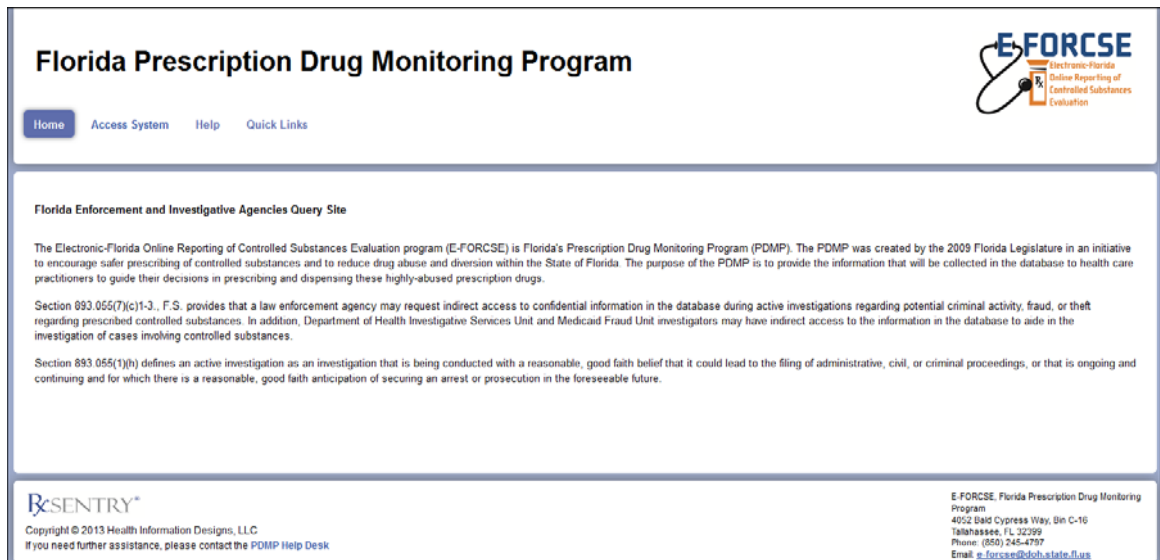 Florida Prescription Drug Monitoring Program
E-FORCSE
Electronic-Florida
Online Reporting of
Controlled Substances
Evaluation
Rx
Home Access System Help Quick Links
Florida Enforcement and Investigative Agencies Query Site
The Electronic-Florida Online Reporting of Controlled Substances Evaluation program (E-FORCSE) is Florida's Prescription Drug Monitoring Program (PDMP). The PDMP was created by the 2009 Florida Legislature in an initiative
to encourage safer prescribing of controlled substances and to reduce drug abuse and diversion within the State of Florida. The purpose of the PDMP is to provide the information that will be collected in the database to health care
practitioners to guide their decisions in prescribing and dispensing these highly-abused prescription drugs.
Section 893.055(7)(c)1-3., F.S. provides that a law enforcement agency may request indirect access to confidential information in the database during active investigations regarding potential criminal activity, fraud, or theft
regarding prescribed controlled substances. In addition, Department of Health Investigative Services Unit and Medicaid Fraud Unit investigators may have indirect access to the information in the database to aide in the
investigation of cases involving controlled substances.
Section 893.055(1)(h) defines an active investigation as an investigation that is being conducted with a reasonable, good faith belief that it could lead to the filing of administrative, civil, or criminal proceedings, or that is ongoing and
continuing and for which there is a reasonable, good faith anticipation of securing an arrest or prosecution in the foreseeable future.
RxSENTRY®
Copyright © 2013 Health Information Designs, LLC
If you need further assistance, please contact the PDMP Help Desk
E-FORCSE, Florida Prescription Drug Monitoring
Program
4052 Bald Cypress Way, Bin C-16
Tallahassee, FL 32399
Phone: (850) 245-4797
Email: e-forcse@doh.state.fl.us